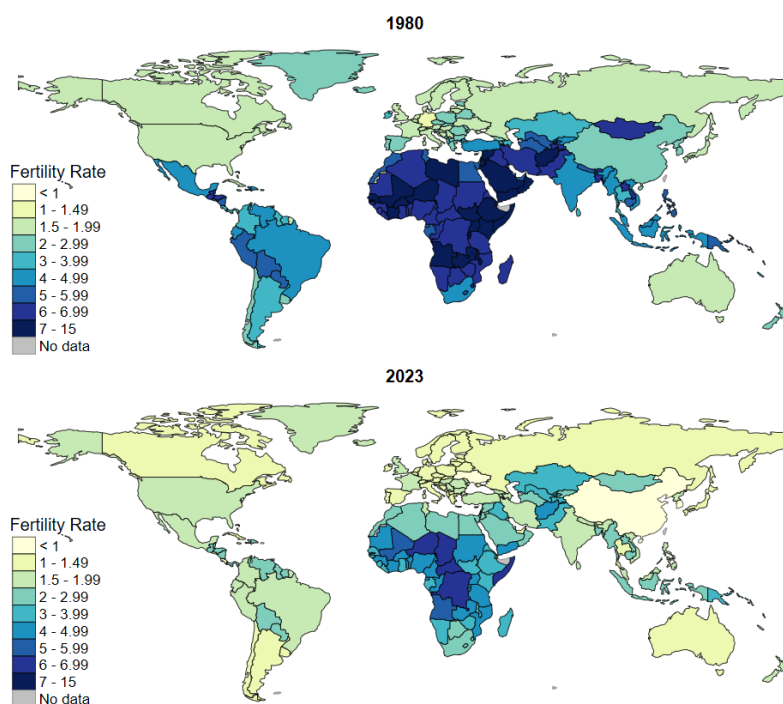 1980
Fertility Rate
< 1
1 - 1.49
1.5 - 1.99
2 - 2.99
3 - 3.99
4 - 4.99
5 - 5.99
6 - 6.99
7 - 15
No data
2023
Fertility Rate
< 1
1 - 1.49
1.5 - 1.99
2 - 2.99
3 - 3.99
4 - 4.99
5 - 5.99
6 - 6.99
7 - 15
No data